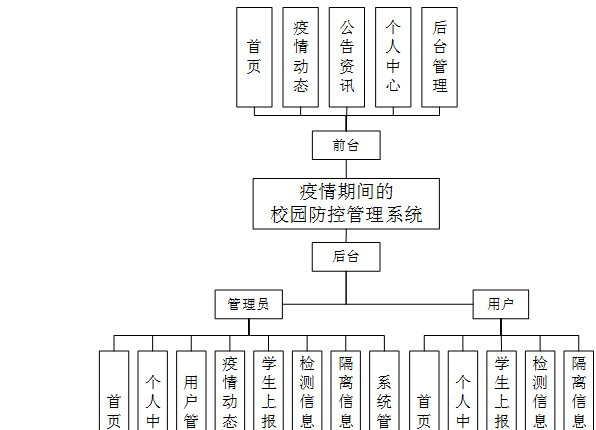 首页
疫情动态
公告资讯
个人中心
后台管理
前台
疫情期间的
校园防控管理系统
后台
管理员
用户
首页
个人中
用户管
疫情动态
学生上报
检测信息
隔离信息
系统管
首页
个人中
学生上报
检测信息
隔离信息